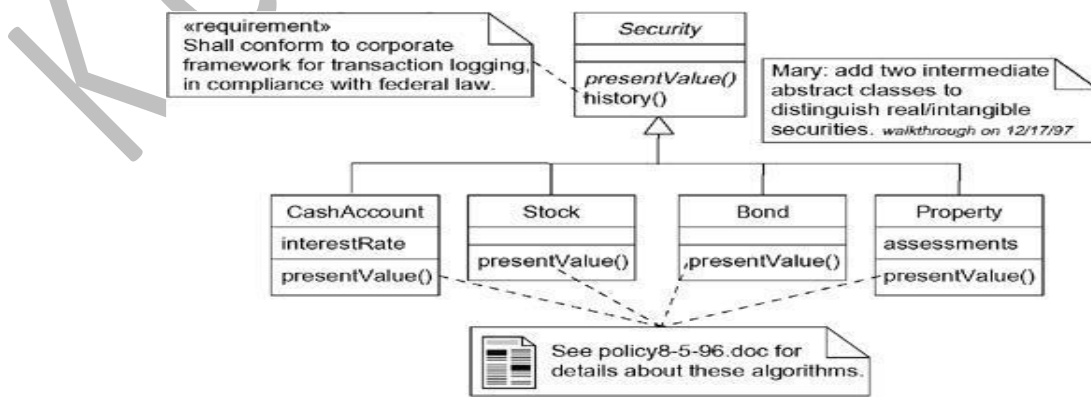 «requirement»
Shall conform to corporate
framework for transaction logging,
in compliance with federal law.
Security
presentValue()
history()
Mary: add two intermediate
abstract classes to
distinguish real/intangible
securities. walkthrough on 12/17/97
CashAccount
interestRate
presentValue()
Stock
presentValue()
Bond
presentValue()
Property
assessments
presentValue()
See policy8-5-96.doc for
details about these algorithms.